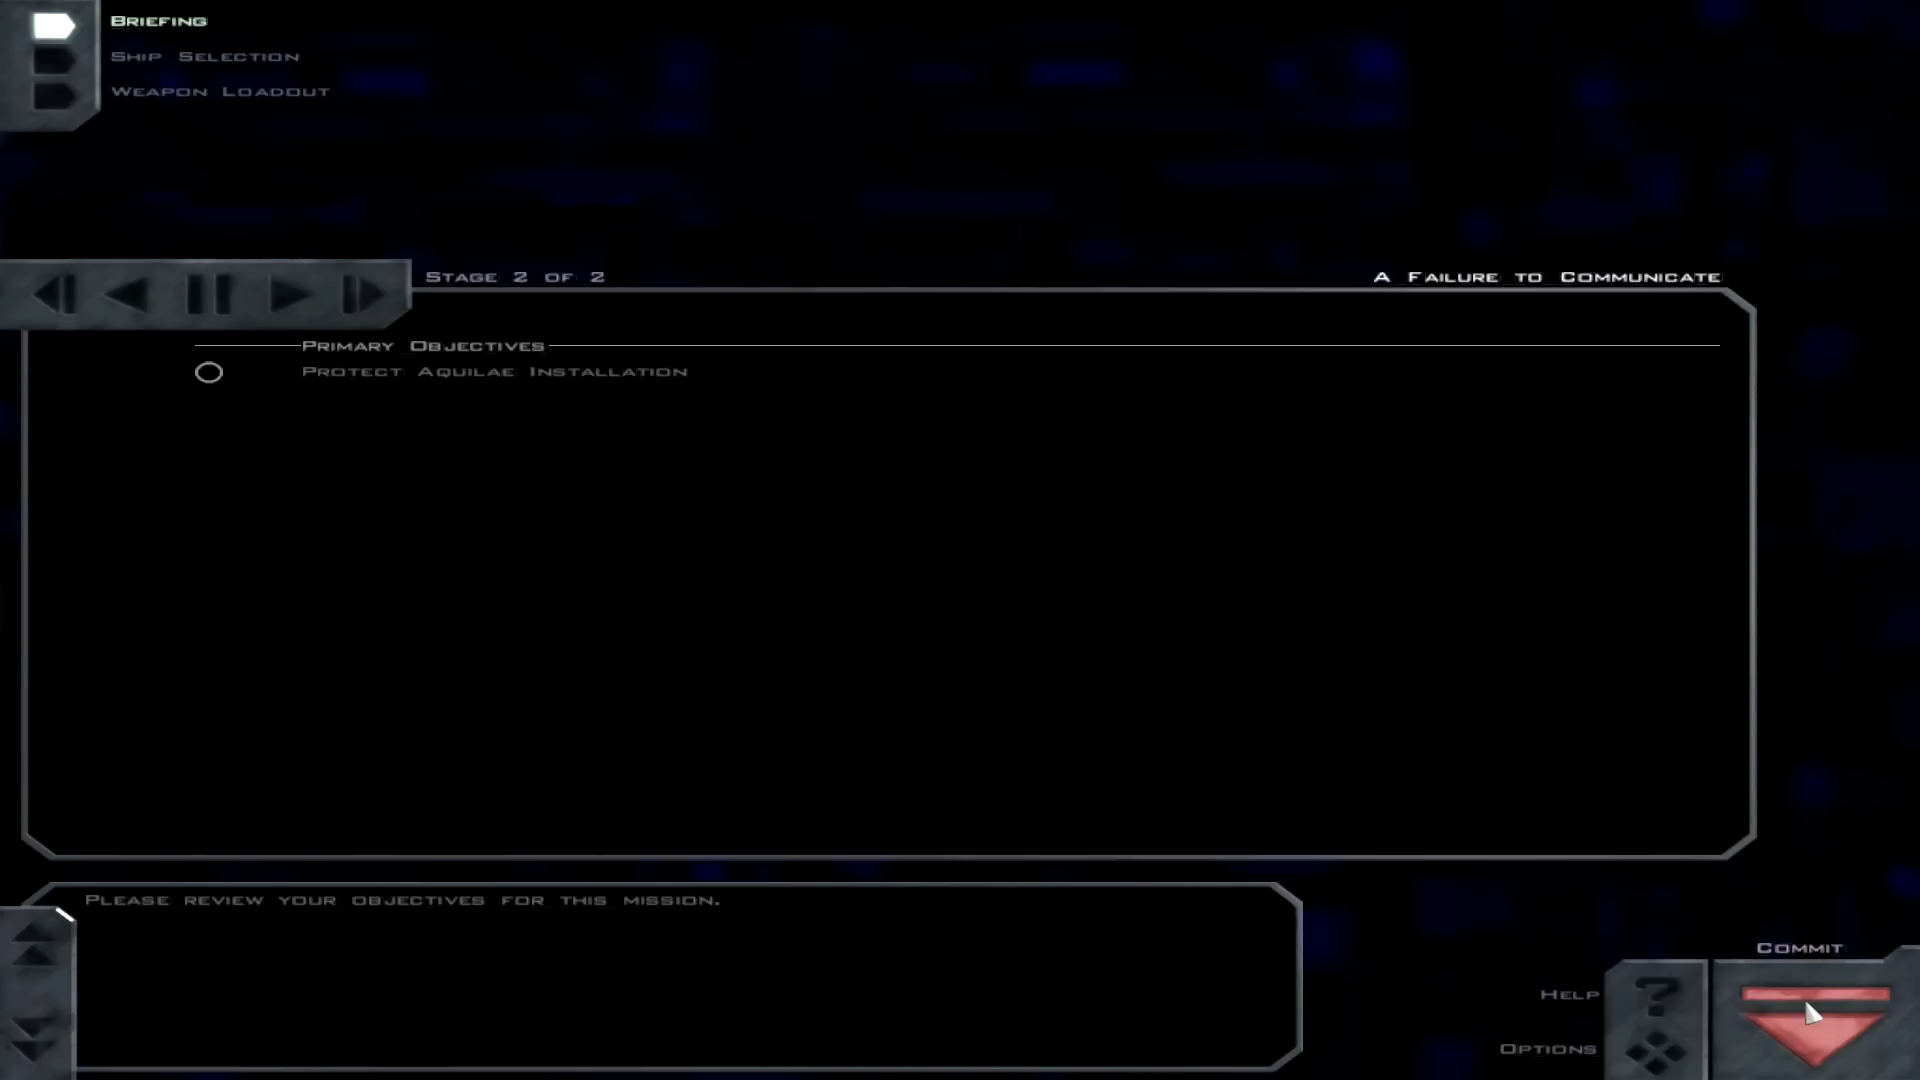 Briefing
Ship Selection
Weapon Loadout
Stage 2 of 2
A Failure to Communicate
Primary Objectives
Protect Aquilae Installation
Please review your objectives for this mission.
Commit
Help
?
Options